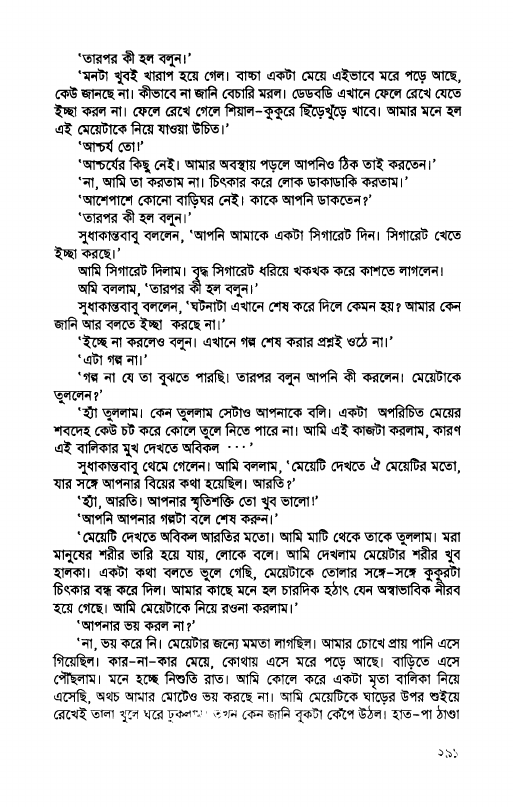 ‘তারপর কী হল বলুন।’
‘মনটা খুবই খারাপ হয়ে গেল। বাচ্চা একটা মেয়ে এইভাবে মরে পড়ে আছে,
কেউ জানছে না। কীভাবে না জানি বেচারি মরল। ডেডবডি এখানে ফেলে রেখে যেতে
ইচ্ছা করল না। ফেলে রেখে গেলে শিয়াল-কুকুরে ছিঁড়েখুঁড়ে খাবে। আমার মনে হল
এই মেয়েটাকে নিয়ে যাওয়া উচিত।’
‘আশ্চর্য তো!’
‘আশ্চর্যের কিছু নেই। আমার অবস্থায় পড়লে আপনিও ঠিক তাই করতেন।’
‘না, আমি তা করতাম না। চিৎকার করে লোক ডাকাডাকি করতাম।’
‘আশেপাশে কোনো বাড়িঘর নেই। কাকে আপনি ডাকতেন?’
‘তারপর কী হল বলুন।’
সুধাকান্তবাবু বললেন, ‘আপনি আমাকে একটা সিগারেট দিন। সিগারেট খেতে
ইচ্ছা করছে।’
আমি সিগারেট দিলাম। বৃদ্ধ সিগারেট ধরিয়ে খকখক করে কাশতে লাগলেন।
অমি বললাম, ‘তারপর কী হল বলুন।’
সুধাকান্তবাবু বললেন, ‘ঘটনাটা এখানে শেষ করে দিলে কেমন হয়? আমার কেন
জানি আর বলতে ইচ্ছা করছে না।’
‘ইচ্ছে না করলেও বলুন। এখানে গল্প শেষ করার প্রশ্নই ওঠে না।’
‘এটা গল্প না।’
‘গল্প না যে তা বুঝতে পারছি। তারপর বলুন আপনি কী করলেন। মেয়েটাকে
তুললেন?’
‘হ্যাঁ তুললাম। কেন তুললাম সেটাও আপনাকে বলি। একটা অপরিচিত মেয়ের
শবদেহ কেউ চট করে কোলে তুলে নিতে পারে না। আমি এই কাজটা করলাম, কারণ
এই বালিকার মুখ দেখতে অবিকল ···’
সুধাকান্তবাবু থেমে গেলেন। আমি বললাম, ‘মেয়েটি দেখতে ঐ মেয়েটির মতো,
যার সঙ্গে আপনার বিয়ের কথা হয়েছিল। আরতি?’
‘হ্যাঁ, আরতি। আপনার স্মৃতিশক্তি তো খুব ভালো!’
‘আপনি আপনার গল্পটা বলে শেষ করুন।’
‘মেয়েটি দেখতে অবিকল আরতির মতো। আমি মাটি থেকে তাকে তুললাম। মরা
মানুষের শরীর ভারি হয়ে যায়, লোকে বলে। আমি দেখলাম মেয়েটার শরীর খুব
হালকা। একটা কথা বলতে ভুলে গেছি, মেয়েটাকে তোলার সঙ্গে-সঙ্গে কুকুরটা
চিৎকার বন্ধ করে দিল। আমার কাছে মনে হল চারদিক হঠাৎ যেন অস্বাভাবিক নীরব
হয়ে গেছে। আমি মেয়েটাকে নিয়ে রওনা করলাম।’
‘আপনার ভয় করল না?’
‘না, ভয় করে নি। মেয়েটার জন্যে মমতা লাগছিল। আমার চোখে প্রায় পানি এসে
গিয়েছিল। কার-না-কার মেয়ে, কোথায় এসে মরে পড়ে আছে। বাড়িতে এসে
পৌঁছলাম। মনে হচ্ছে নিশুতি রাত। আমি কোলে করে একটা মৃতা বালিকা নিয়ে
এসেছি, অথচ আমার মোটেও ভয় করছে না। আমি মেয়েটিকে ঘাড়ের উপর শুইয়ে
রেখেই তালা খুলে ঘরে ঢুকলাম। তখন কেন জানি বুকটা কেঁপে উঠল। হাত-পা ঠাণ্ডা
২৯১